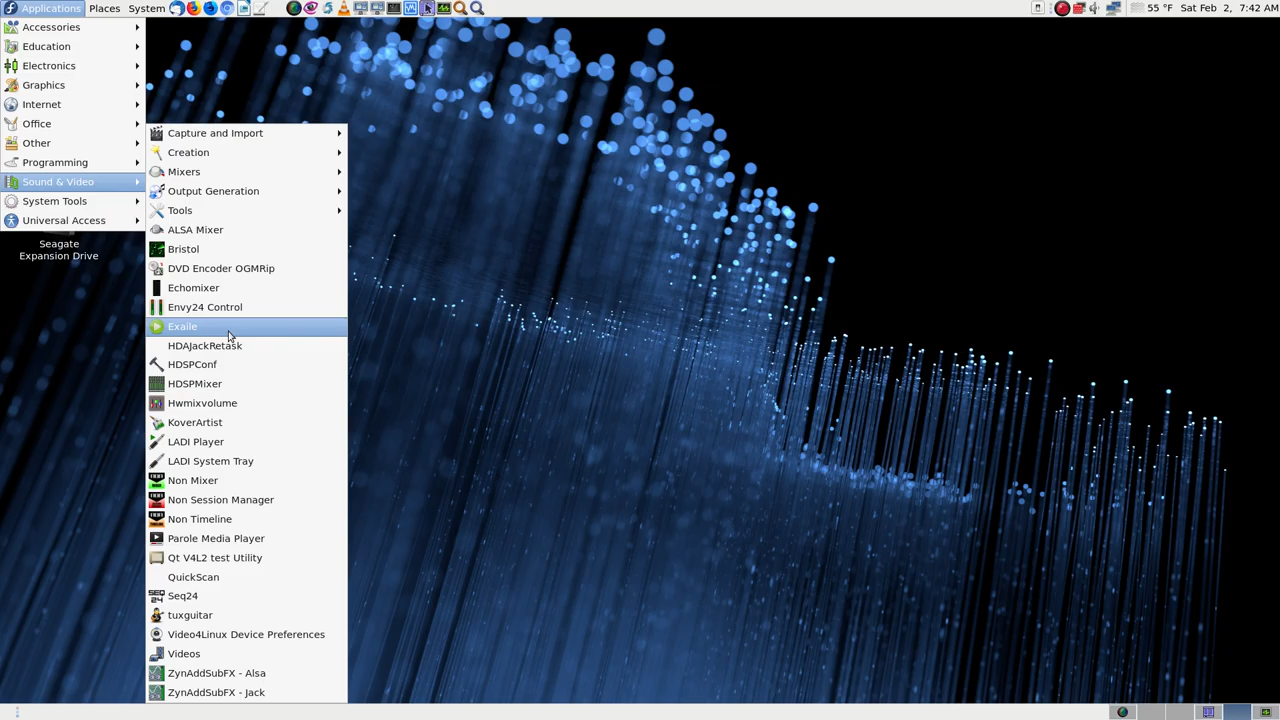 Applications Places System 55 °F Sat Feb 2, 7:42 AM
Accessories
Education
Electronics
Graphics
Internet
Office
Other
Programming
Sound & Video
System Tools
Universal Access
Seagate
Expansion Drive
Capture and Import
Creation
Mixers
Output Generation
Tools
ALSA Mixer
Bristol
DVD Encoder OGMRip
Echomixer
Envy24 Control
Exaile
HDAJackRetask
HDSPConf
HDSPMixer
Hwmixvolume
KoverArtist
LADI Player
LADI System Tray
Non Mixer
Non Session Manager
Non Timeline
Parole Media Player
Qt V4L2 test Utility
QuickScan
SEQ24 Seq24
tuxguitar
Video4Linux Device Preferences
Videos
ZynAddSubFX - Alsa
ZynAddSubFX - Jack